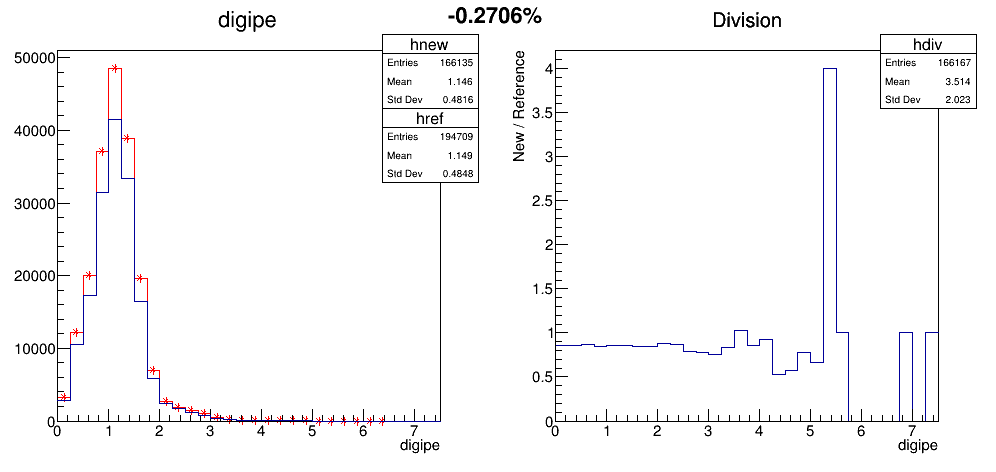 -0.2706%
digipe
hnew
Entries 166135
Mean 1.146
Std Dev 0.4816
href
Entries 194709
Mean 1.149
Std Dev 0.4848
50000
40000
30000
20000
10000
0
0 1 2 3 4 5 6 7
digipe
Division
hdiv
Entries 166167
Mean 3.514
Std Dev 2.023
New / Reference
4
3.5
3
2.5
2
1.5
1
0.5
0
0 1 2 3 4 5 6 7
digipe